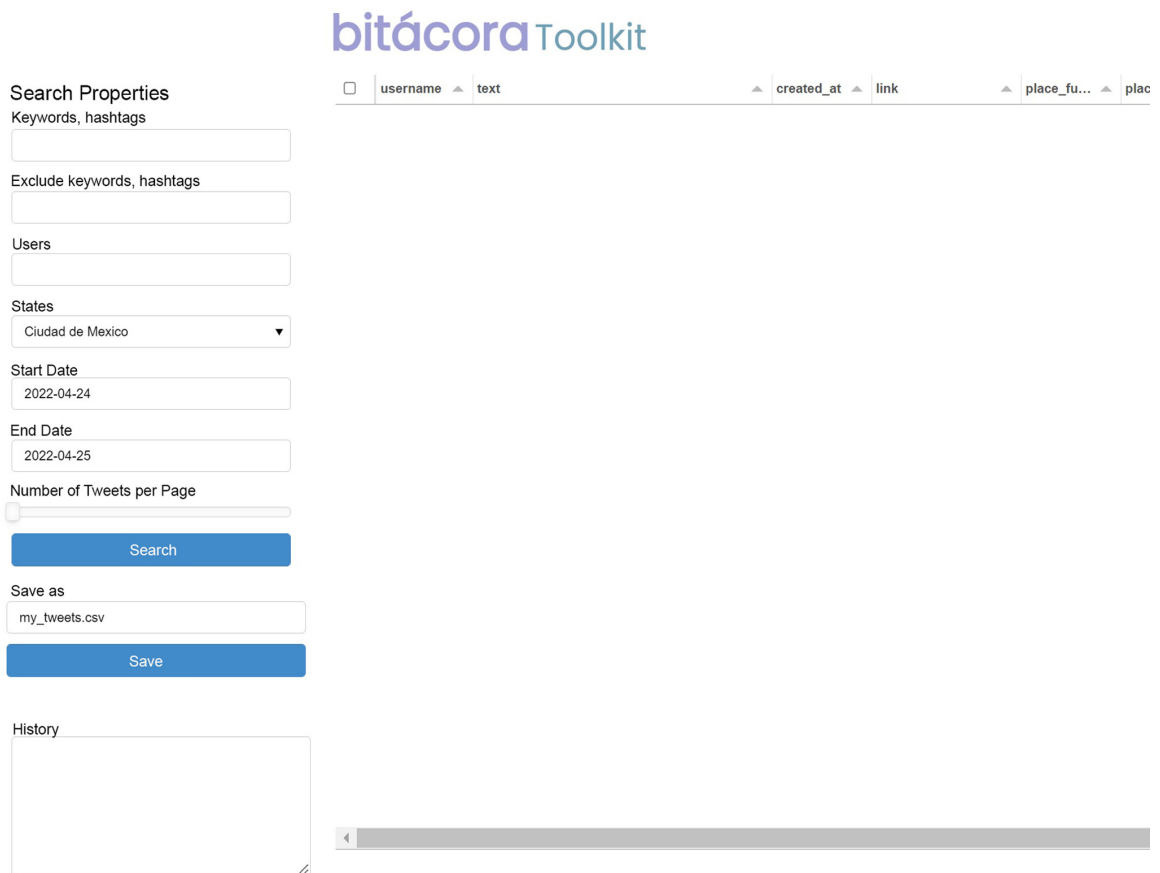 bitácora Toolkit
Search Properties
Keywords, hashtags
Exclude keywords, hashtags
Users
States
Ciudad de Mexico
Start Date
2022-04-24
End Date
2022-04-25
Number of Tweets per Page
Search
Save as
my_tweets.csv
Save
History
username text created_at link place_fu... plac